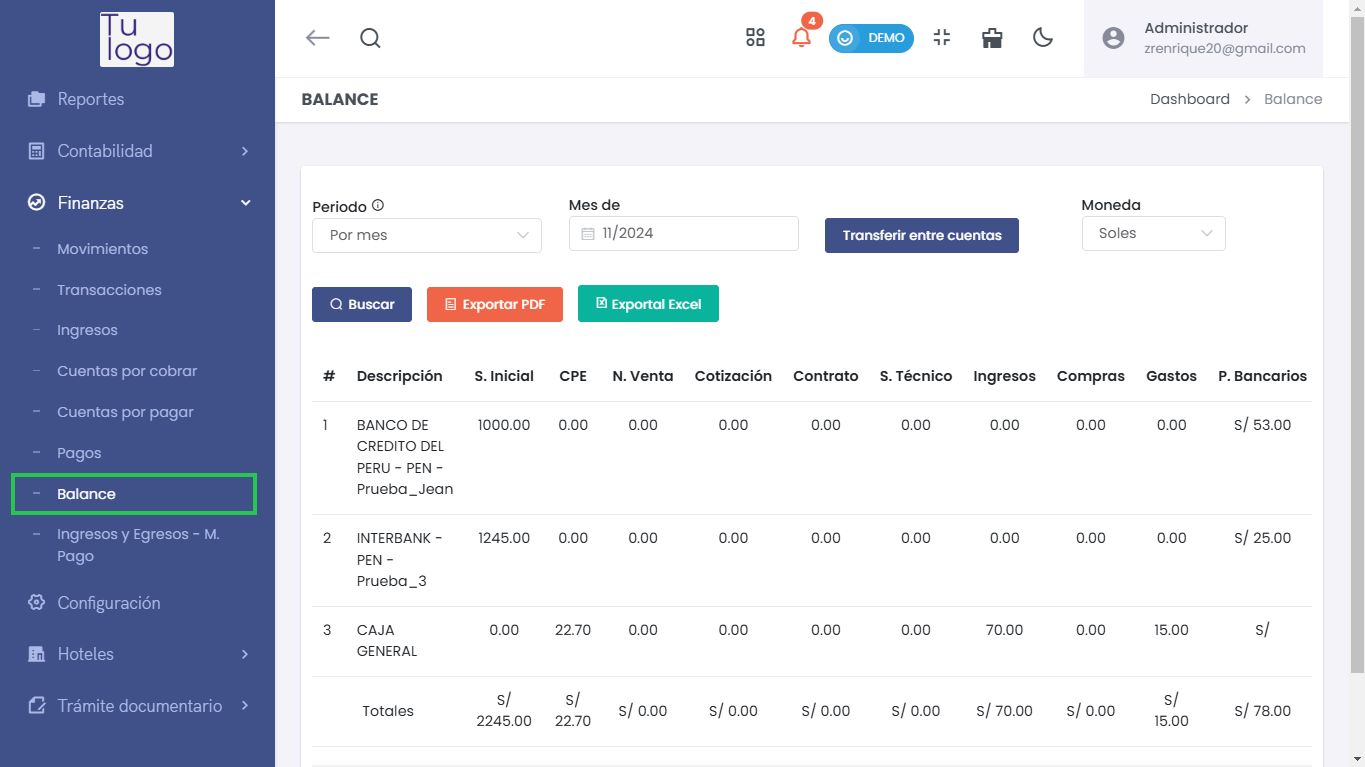 Tu
logo
Reportes
Contabilidad
Finanzas
Movimientos
Transacciones
Ingresos
Cuentas por cobrar
Cuentas por pagar
Pagos
Balance
Ingresos y Egresos - M.
Pago
Configuración
Hoteles
Trámite documentario
4
DEMO
Administrador
zrenrique20@gmail.com
BALANCE
Dashboard > Balance
Periodo
Por mes
Mes de
11/2024
Transferir entre cuentas
Moneda
Soles
Buscar
Exportar PDF
Exportal Excel
# Descripción S. Inicial CPE N. Venta Cotización Contrato S. Técnico Ingresos Compras Gastos P. Bancarios
1 BANCO DE 1000.00 0.00 0.00 0.00 0.00 0.00 0.00 0.00 0.00 S/ 53.00
CREDITO DEL
PERU - PEN -
Prueba_Jean
2 INTERBANK - 1245.00 0.00 0.00 0.00 0.00 0.00 0.00 0.00 0.00 S/ 25.00
PEN -
Prueba_3
3 CAJA 0.00 22.70 0.00 0.00 0.00 0.00 70.00 0.00 15.00 S/
GENERAL
Totales S/ 2245.00 S/ 22.70 S/ 0.00 S/ 0.00 S/ 0.00 S/ 0.00 S/ 70.00 S/ 0.00 S/ 15.00 S/ 78.00